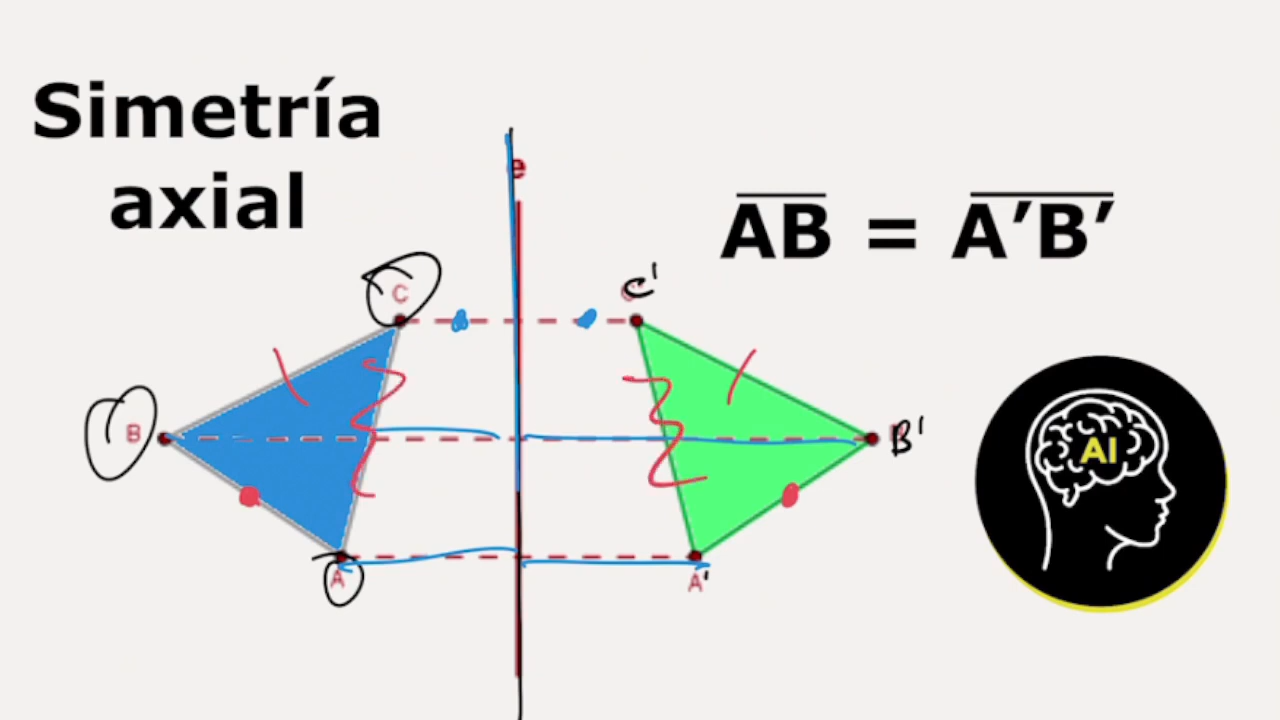 Simetría
axial
e
AB = A′B′
C
C'
B
B'
A
A'
AI